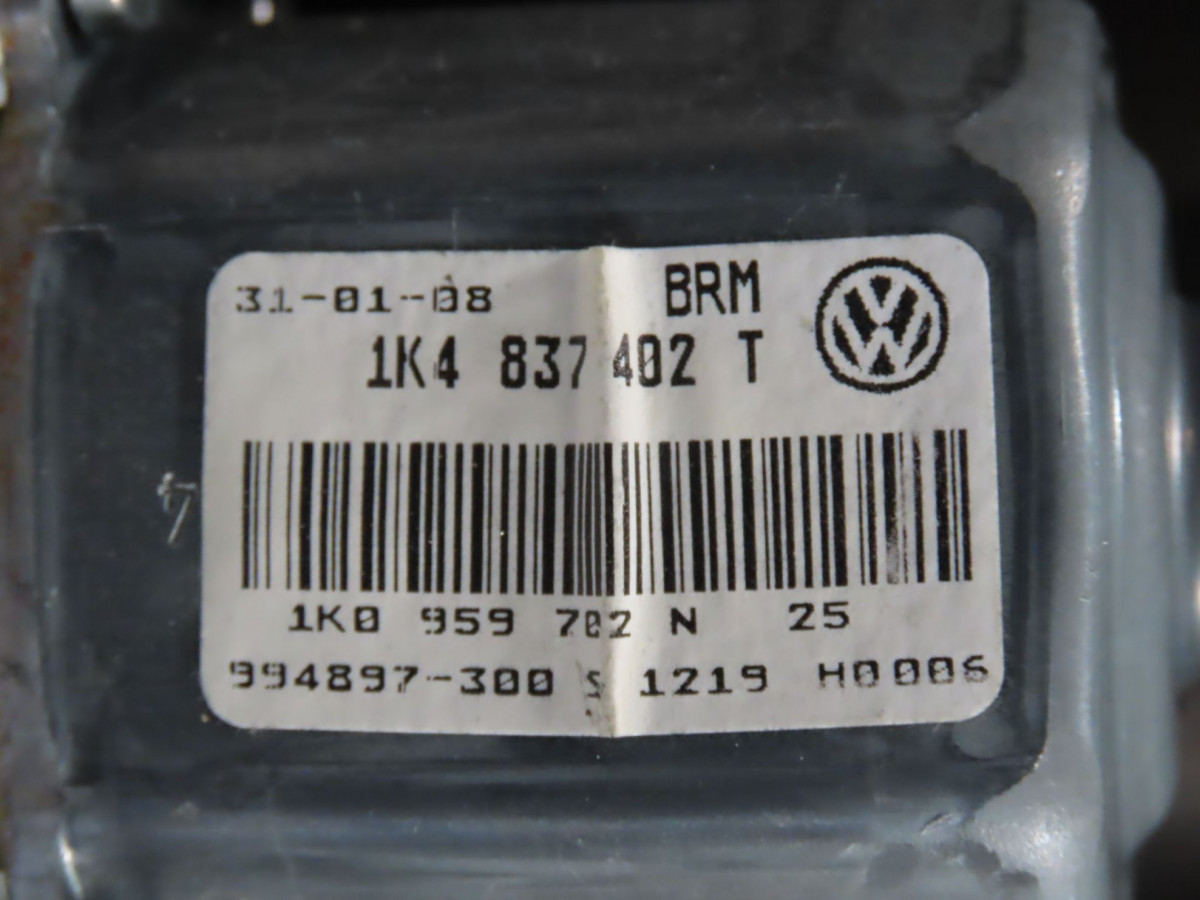 31-01-08 BRM
1K4 837 402 T
1K0 959 702 N 25
994897-300 S 1219 H0006